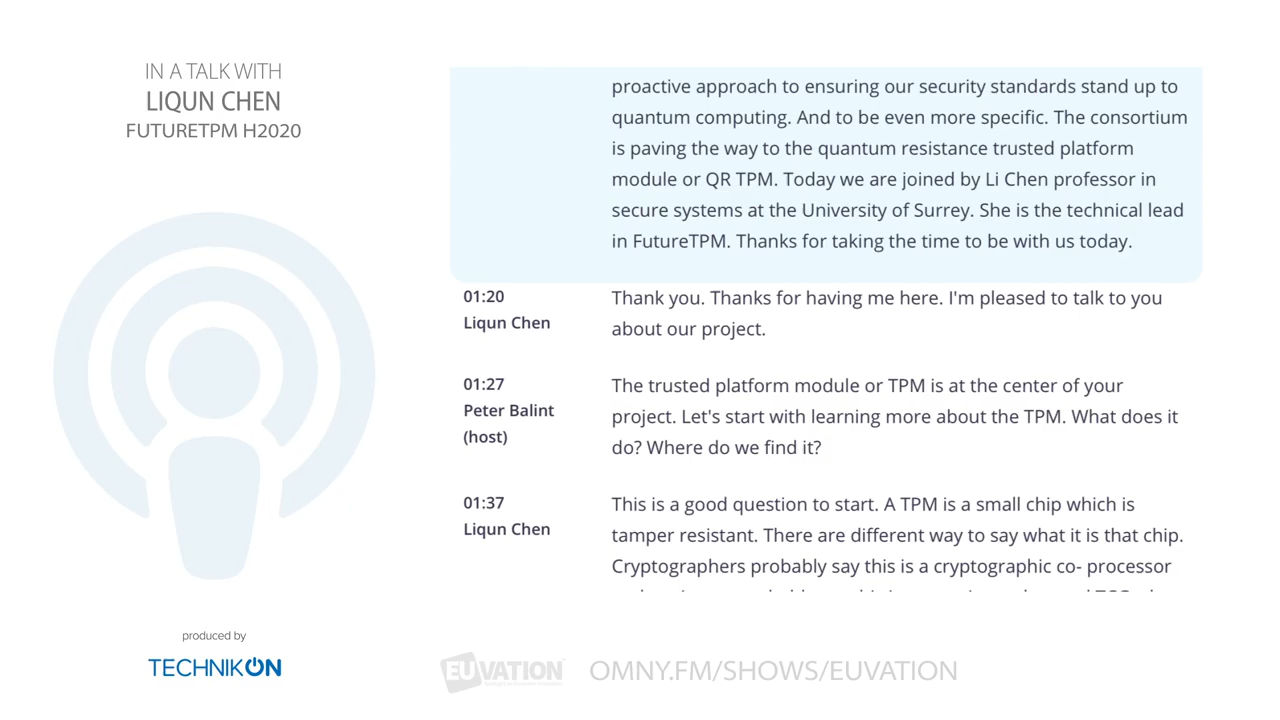 IN A TALK WITH
LIQUN CHEN
FUTURETPM H2020
proactive approach to ensuring our security standards stand up to
quantum computing. And to be even more specific. The consortium
is paving the way to the quantum resistance trusted platform
module or QR TPM. Today we are joined by Li Chen professor in
secure systems at the University of Surrey. She is the technical lead
in FutureTPM. Thanks for taking the time to be with us today.
01:20
Liqun Chen
Thank you. Thanks for having me here. I'm pleased to talk to you
about our project.
01:27
Peter Balint
(host)
The trusted platform module or TPM is at the center of your
project. Let's start with learning more about the TPM. What does it
do? Where do we find it?
01:37
Liqun Chen
This is a good question to start. A TPM is a small chip which is
tamper resistant. There are different way to say what it is that chip.
Cryptographers probably say this is a cryptographic co- processor
produced by
TECHNIKON
EUVATION
OMNY.FM/SHOWS/EUVATION